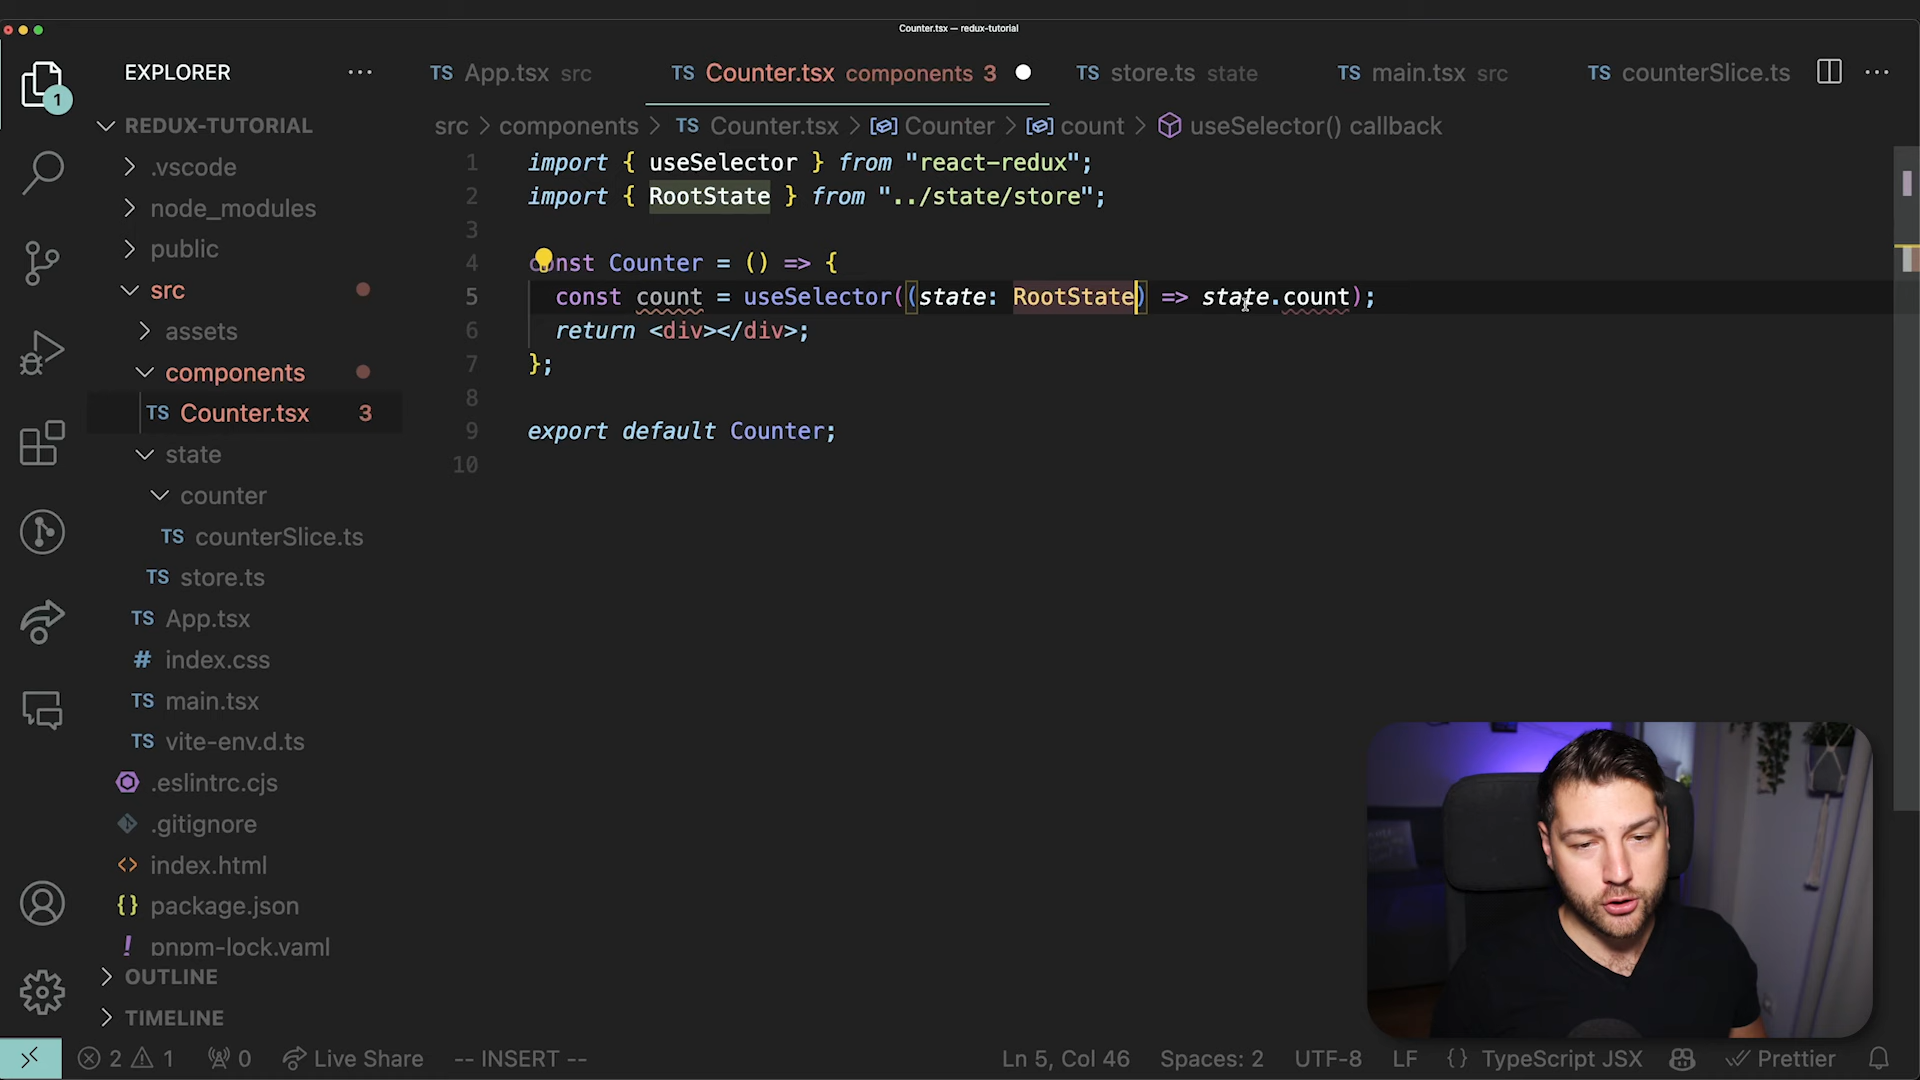 Counter.tsx — redux-tutorial
EXPLORER
TS App.tsx src
TS Counter.tsx components 3
TS store.ts state
TS main.tsx src
TS counterSlice.ts
1
REDUX-TUTORIAL
src > components > TS Counter.tsx > Counter > count > useSelector() callback
.vscode
node_modules
public
src
assets
components
TS Counter.tsx 3
state
counter
TS counterSlice.ts
TS store.ts
TS App.tsx
# index.css
TS main.tsx
TS vite-env.d.ts
.eslintrc.cjs
.gitignore
<> index.html
{} package.json
! pnpm-lock.yaml
OUTLINE
TIMELINE
1 import { useSelector } from "react-redux";
2 import { RootState } from "../state/store";
3
4 const Counter = () => {
5 const count = useSelector((state: RootState) => state.count);
6 return <div></div>;
7 };
8
9 export default Counter;
10
2 1 0 Live Share -- INSERT -- Ln 5, Col 46 Spaces: 2 UTF-8 LF {} TypeScript JSX Prettier